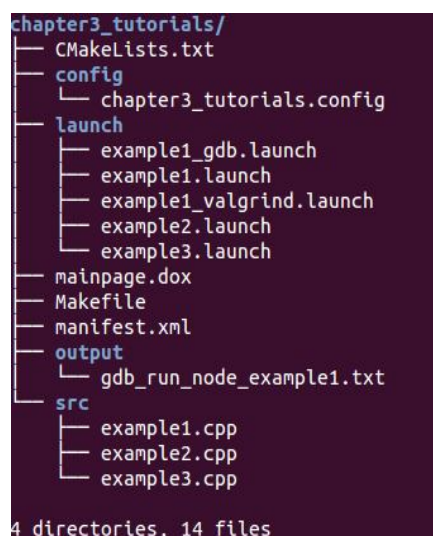 chapter3_tutorials/
├── CMakeLists.txt
├── config
│   └── chapter3_tutorials.config
├── launch
│   ├── example1_gdb.launch
│   ├── example1.launch
│   ├── example1_valgrind.launch
│   ├── example2.launch
│   └── example3.launch
├── mainpage.dox
├── Makefile
├── manifest.xml
├── output
│   └── gdb_run_node_example1.txt
└── src
    ├── example1.cpp
    ├── example2.cpp
    └── example3.cpp
4 directories, 14 files